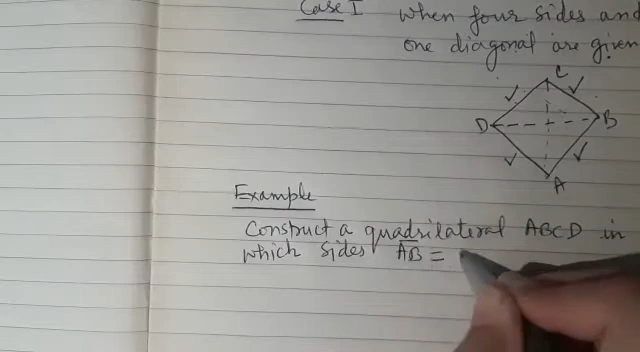 Case I When four sides and
one diagonal are given
C
D
B
A
Example
Construct a quadrilateral ABCD in
which sides AB =